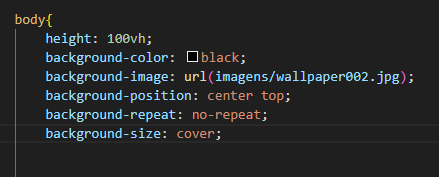 body{
height: 100vh;
background-color: black;
background-image: url(imagens/wallpaper002.jpg);
background-position: center top;
background-repeat: no-repeat;
background-size: cover;